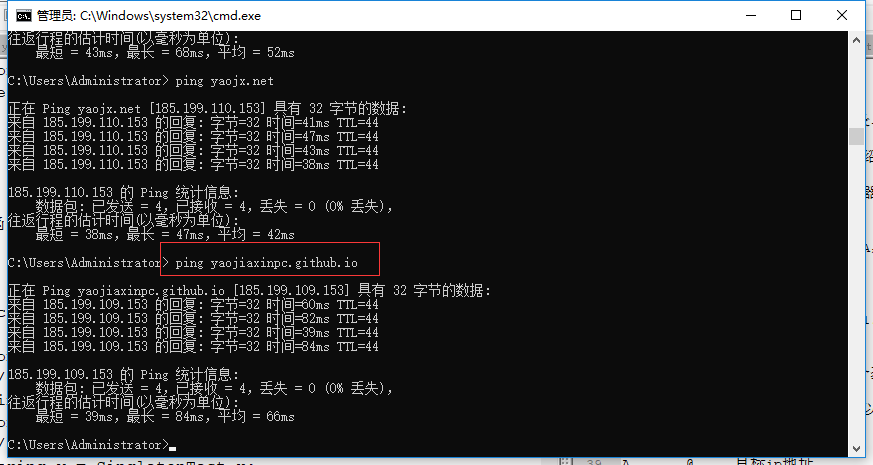 管理员: C:\Windows\system32\cmd.exe
往返行程的估计时间(以毫秒为单位):
最短 = 43ms，最长 = 68ms，平均 = 52ms
C:\Users\Administrator> ping yaojx.net
正在 Ping yaojx.net [185.199.110.153] 具有 32 字节的数据:
来自 185.199.110.153 的回复: 字节=32 时间=41ms TTL=44
来自 185.199.110.153 的回复: 字节=32 时间=47ms TTL=44
来自 185.199.110.153 的回复: 字节=32 时间=43ms TTL=44
来自 185.199.110.153 的回复: 字节=32 时间=38ms TTL=44
185.199.110.153 的 Ping 统计信息:
数据包: 已发送 = 4，已接收 = 4，丢失 = 0 (0% 丢失)，
往返行程的估计时间(以毫秒为单位):
最短 = 38ms，最长 = 47ms，平均 = 42ms
C:\Users\Administrator> ping yaojiaxinpc.github.io
正在 Ping yaojiaxinpc.github.io [185.199.109.153] 具有 32 字节的数据:
来自 185.199.109.153 的回复: 字节=32 时间=60ms TTL=44
来自 185.199.109.153 的回复: 字节=32 时间=82ms TTL=44
来自 185.199.109.153 的回复: 字节=32 时间=39ms TTL=44
来自 185.199.109.153 的回复: 字节=32 时间=84ms TTL=44
185.199.109.153 的 Ping 统计信息:
数据包: 已发送 = 4，已接收 = 4，丢失 = 0 (0% 丢失)，
往返行程的估计时间(以毫秒为单位):
最短 = 39ms，最长 = 84ms，平均 = 66ms
C:\Users\Administrator>